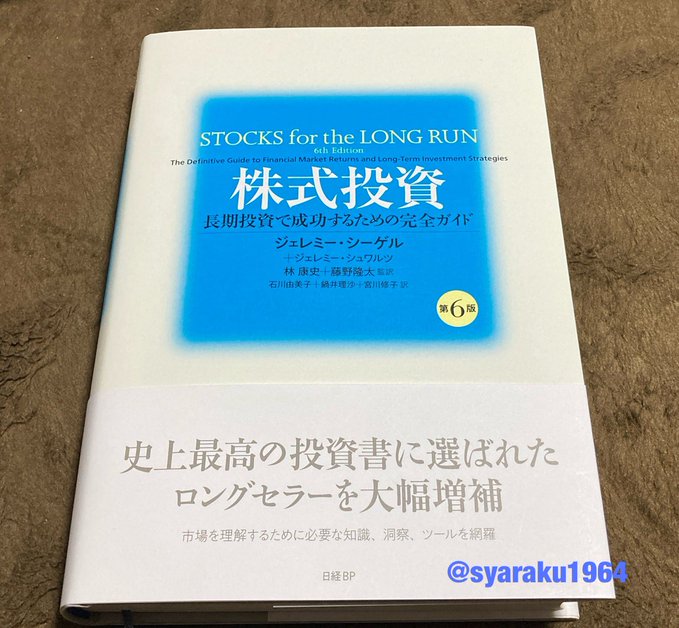 STOCKS for the LONG RUN
6th Edition
The Definitive Guide to Financial Market Returns and Long-Term Investment Strategies
株式投資
長期投資で成功するための完全ガイド
ジェレミー・シーゲル
+ジェレミー・シュワルツ
林 康史+藤野隆太 監訳
石川由美子+鍋井理沙+宮川修子 訳
第6版
史上最高の投資書に選ばれた
ロングセラーを大幅増補
市場を理解するために必要な知識、洞察、ツールを網羅
日経BP
@syaraku1964